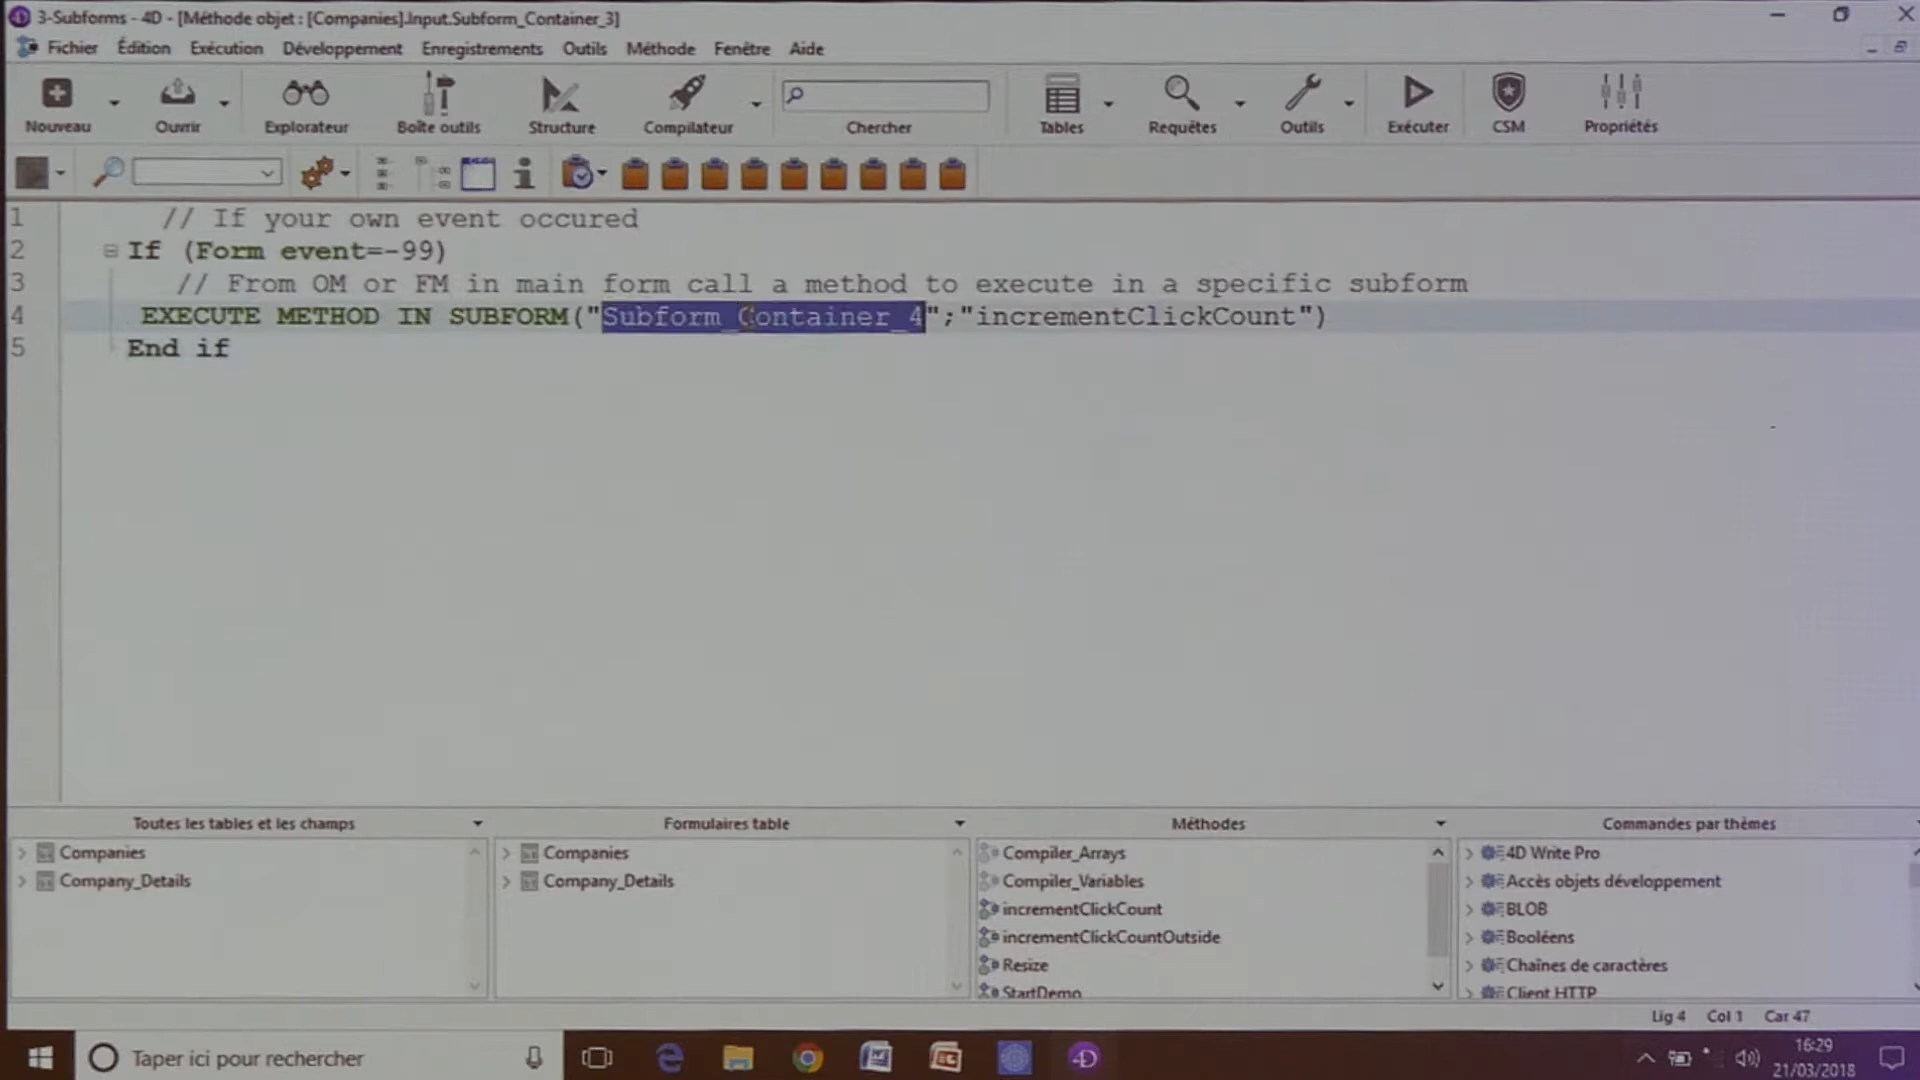 3-Subforms - 4D - [Méthode objet : [Companies].Input.Subform_Container_3]
Fichier Édition Exécution Développement Enregistrements Outils Méthode Fenêtre Aide
Nouveau Ouvrir Explorateur Boîte outils Structure Compilateur Chercher Tables Requêtes Outils Exécuter CSM Propriétés
1 // If your own event occured
2 If (Form event=-99)
3 // From OM or FM in main form call a method to execute in a specific subform
4 EXECUTE METHOD IN SUBFORM("Subform_Container_4";"incrementClickCount")
5 End if
Toutes les tables et les champs Formulaires table Méthodes Commandes par thèmes
Companies Companies Compiler_Arrays 4D Write Pro
Company_Details Company_Details Compiler_Variables Accès objets développement
incrementClickCount BLOB
incrementClickCountOutside Booléens
Resize Chaînes de caractères
StartDemo Client HTTP
Lig 4 Col 1 Car 47
Taper ici pour rechercher
16:29
21/03/2018